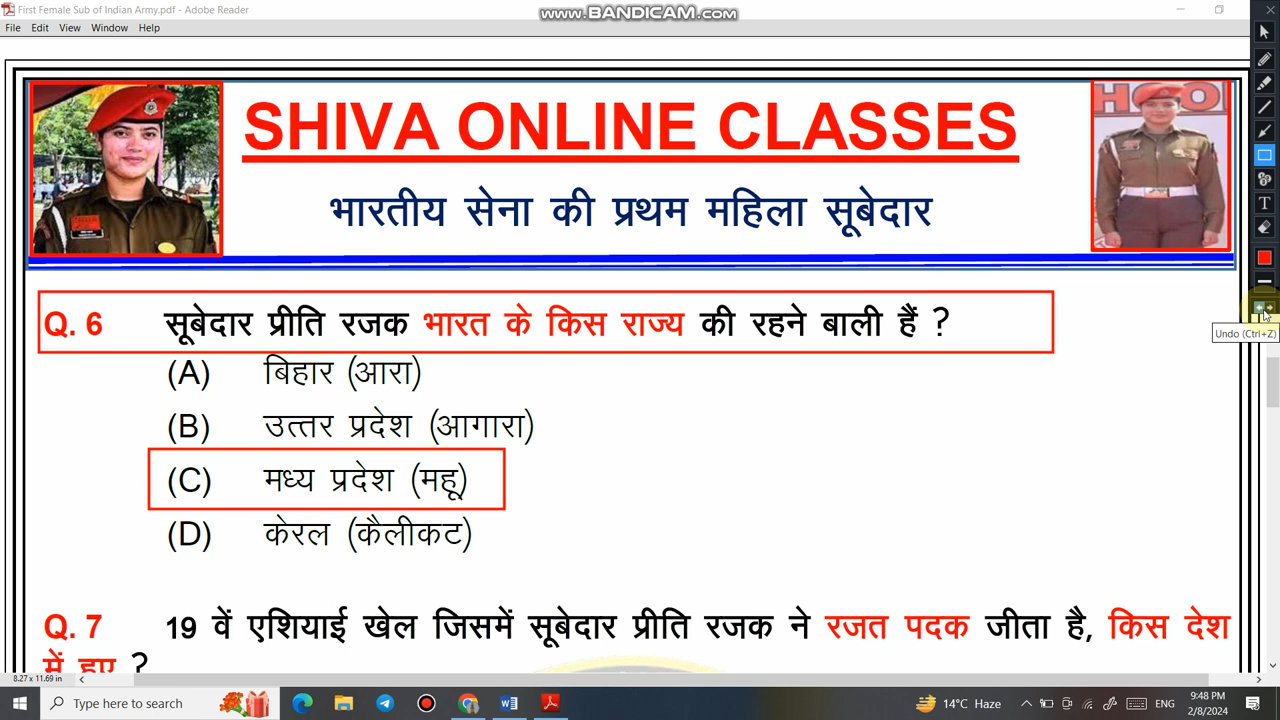 First Female Sub of Indian Army.pdf - Adobe Reader
www.BANDICAM.com
File Edit View Window Help
SHIVA ONLINE CLASSES
भारतीय सेना की प्रथम महिला सूबेदार
Q. 6 सूबेदार प्रीति रजक भारत के किस राज्य की रहने बाली हैं ?
Undo (Ctrl+Z)
(A) बिहार (आरा)
(B) उत्तर प्रदेश (आगारा)
(C) मध्य प्रदेश (महू)
(D) केरल (कैलीकट)
Q. 7 19 वें एशियाई खेल जिसमें सूबेदार प्रीति रजक ने रजत पदक जीता है, किस देश
में हुए ?
8.27 x 11.69 in
Type here to search
14°C Haze
ENG
9:48 PM
2/8/2024